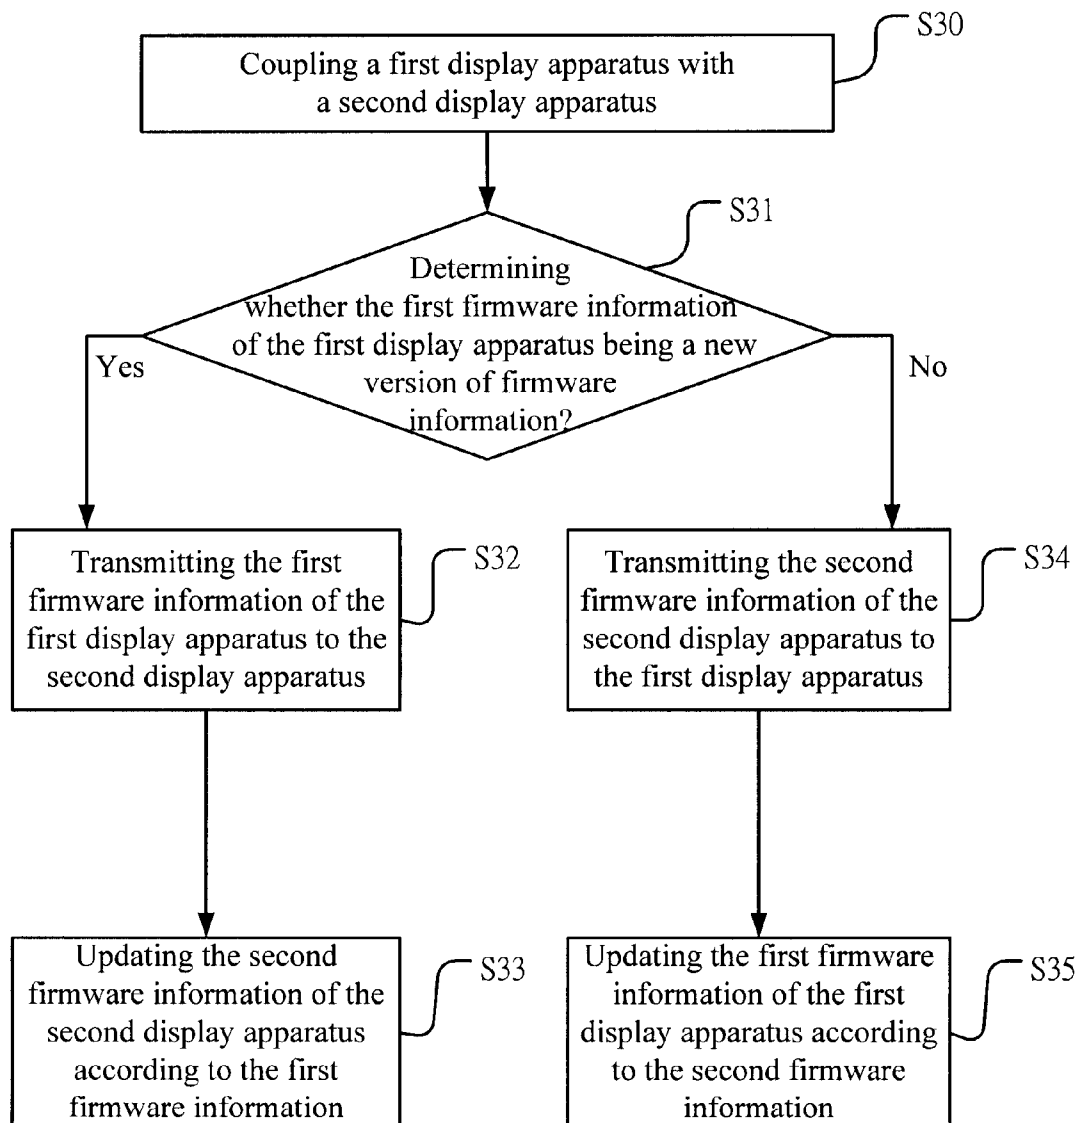 S30
Coupling a first display apparatus with
a second display apparatus
S31
Determining
whether the first firmware information
of the first display apparatus being a new
version of firmware
information?
Yes
No
Transmitting the first
firmware information of the
first display apparatus to the
second display apparatus
S32
Transmitting the second
firmware information of the
second display apparatus to
the first display apparatus
S34
Updating the second
firmware information of the
second display apparatus
according to the first
firmware information
S33
Updating the first firmware
information of the first
display apparatus according
to the second firmware
information
S35